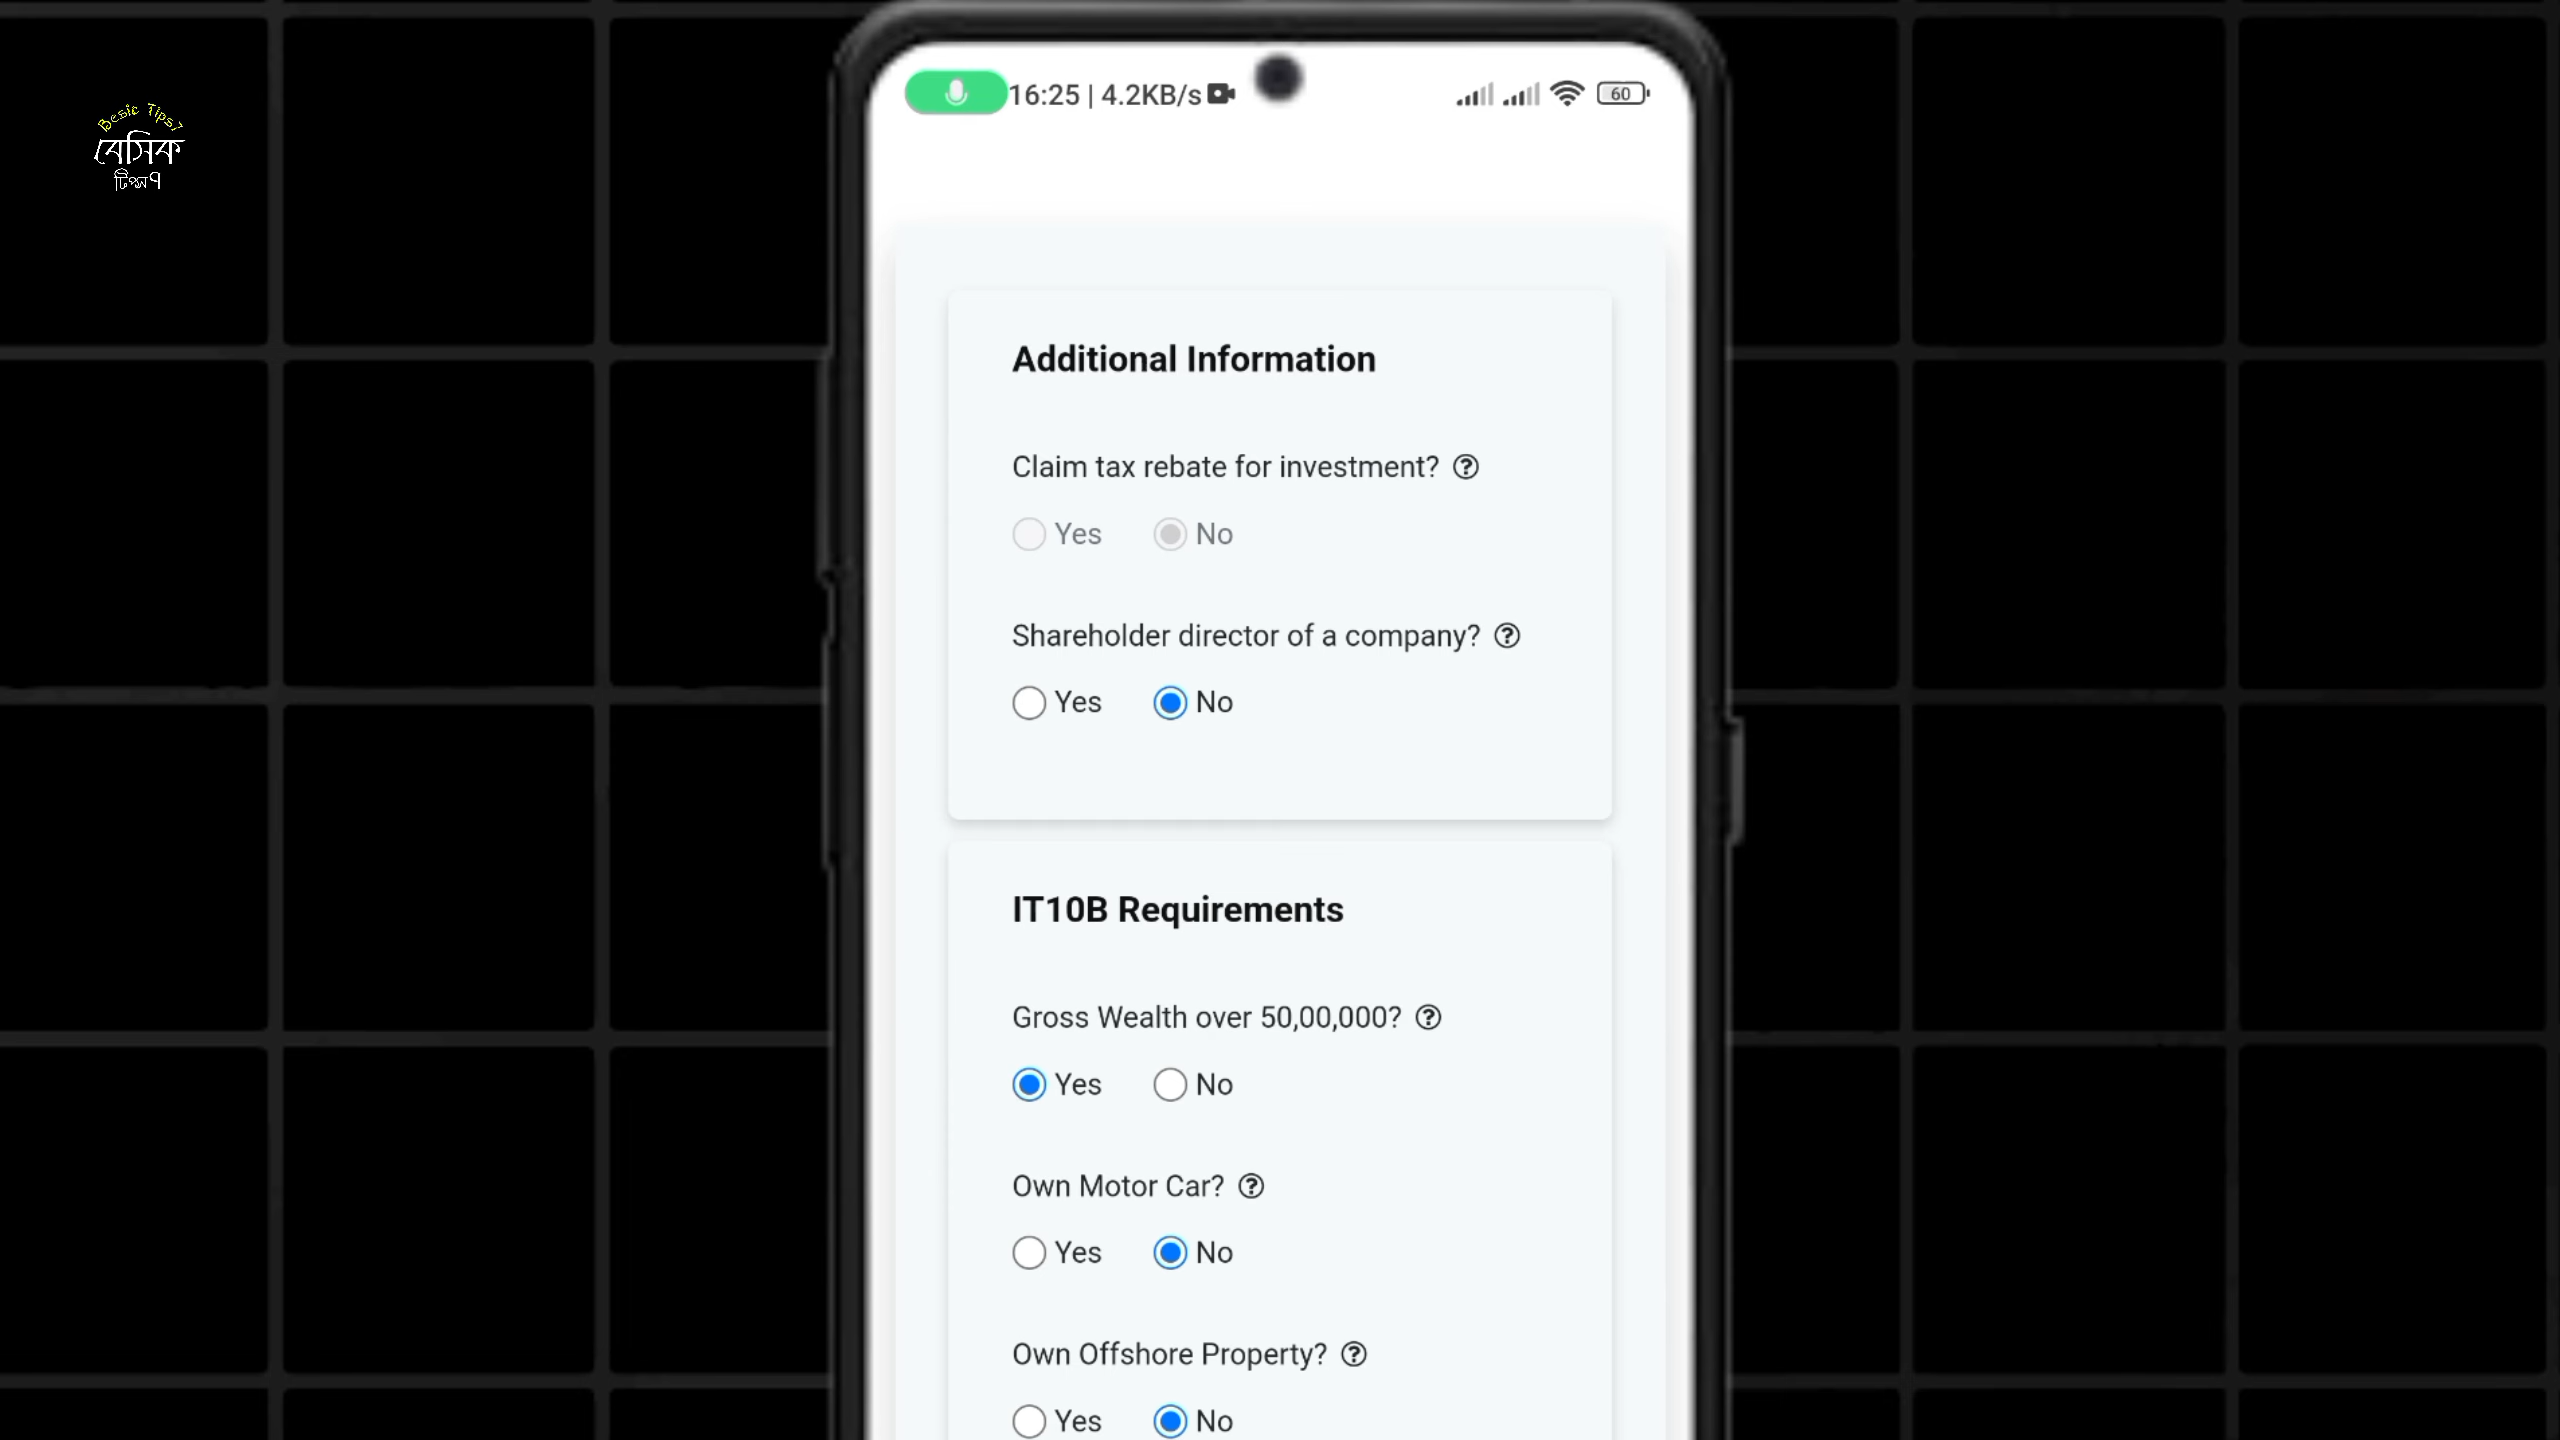 Besic Tips7
বেসিক
টিপস৭
16:25 | 4.2KB/s
60
Additional Information
Claim tax rebate for investment?
Yes No
Shareholder director of a company?
Yes No
IT10B Requirements
Gross Wealth over 50,00,000?
Yes No
Own Motor Car?
Yes No
Own Offshore Property?
Yes No